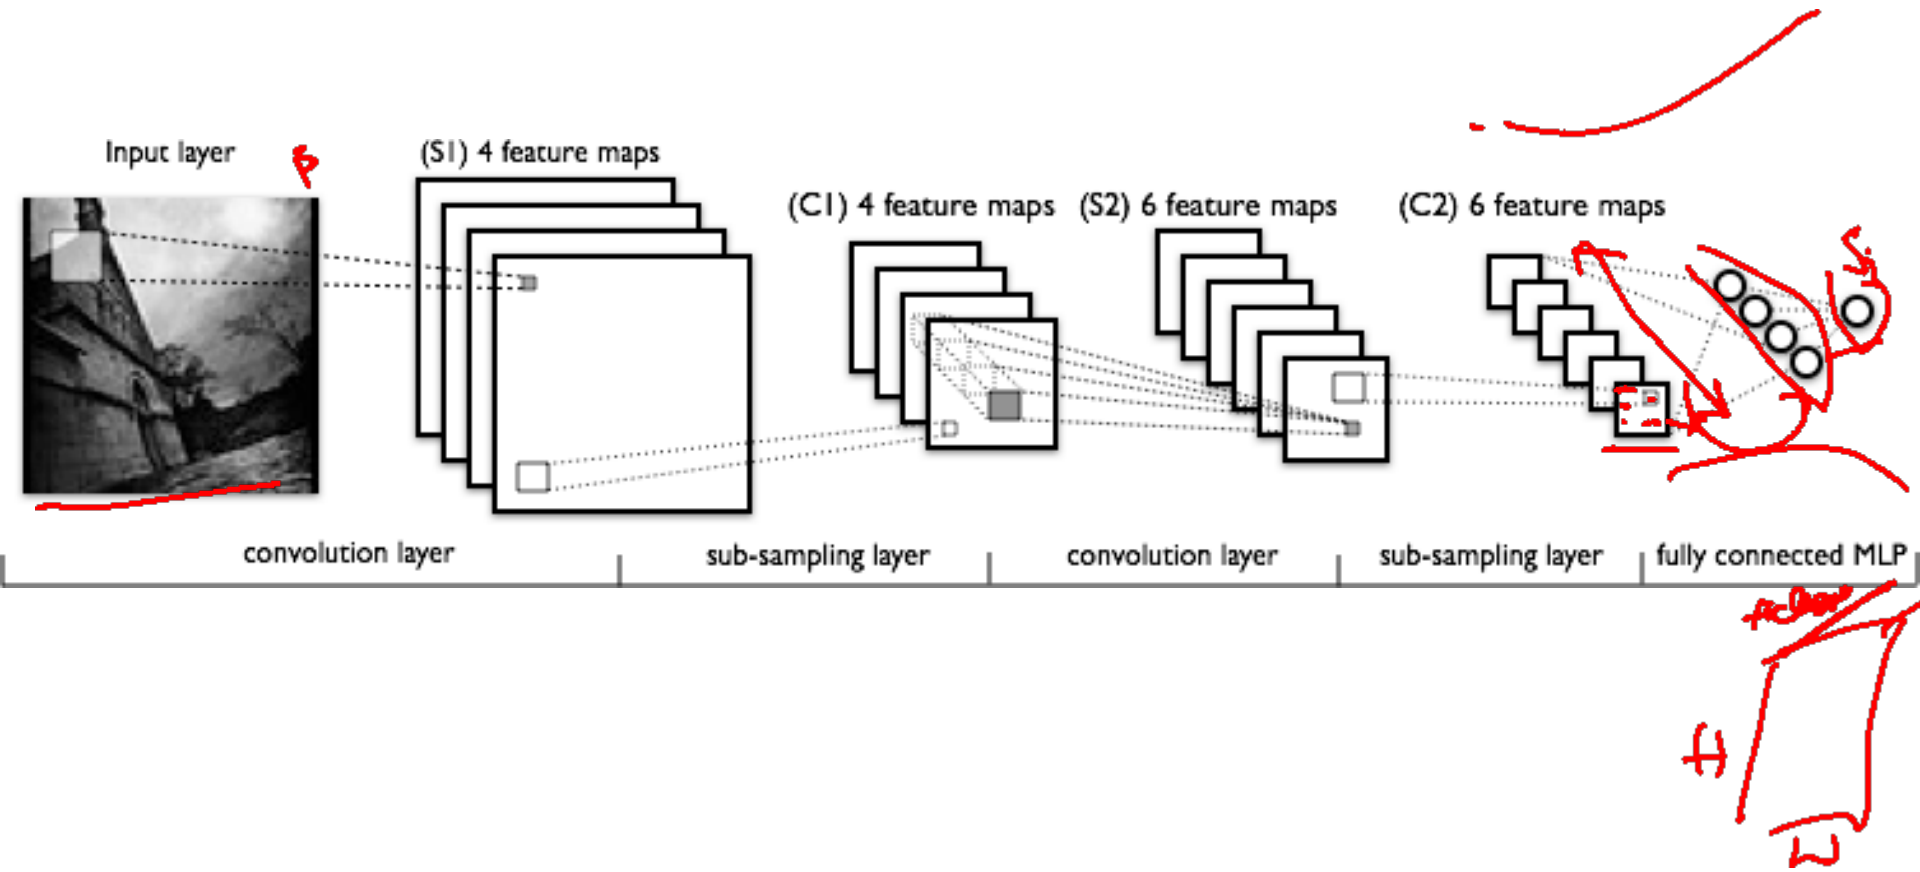 Input layer
(S1) 4 feature maps
(C1) 4 feature maps
(S2) 6 feature maps
(C2) 6 feature maps
convolution layer
sub-sampling layer
convolution layer
sub-sampling layer
fully connected MLP
H
W